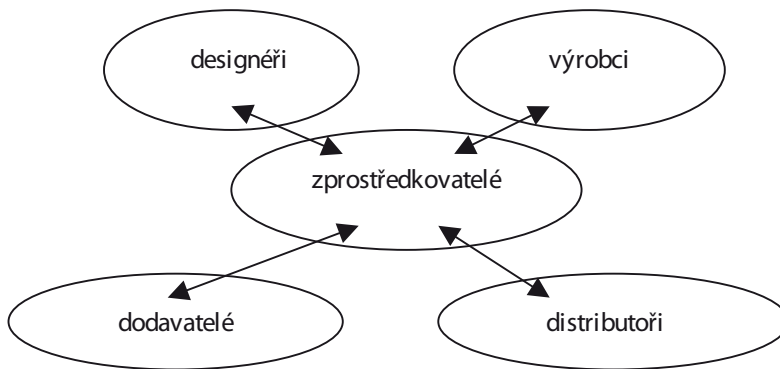 designéři
výrobci
zprostředkovatelé
dodavatelé
distributoři